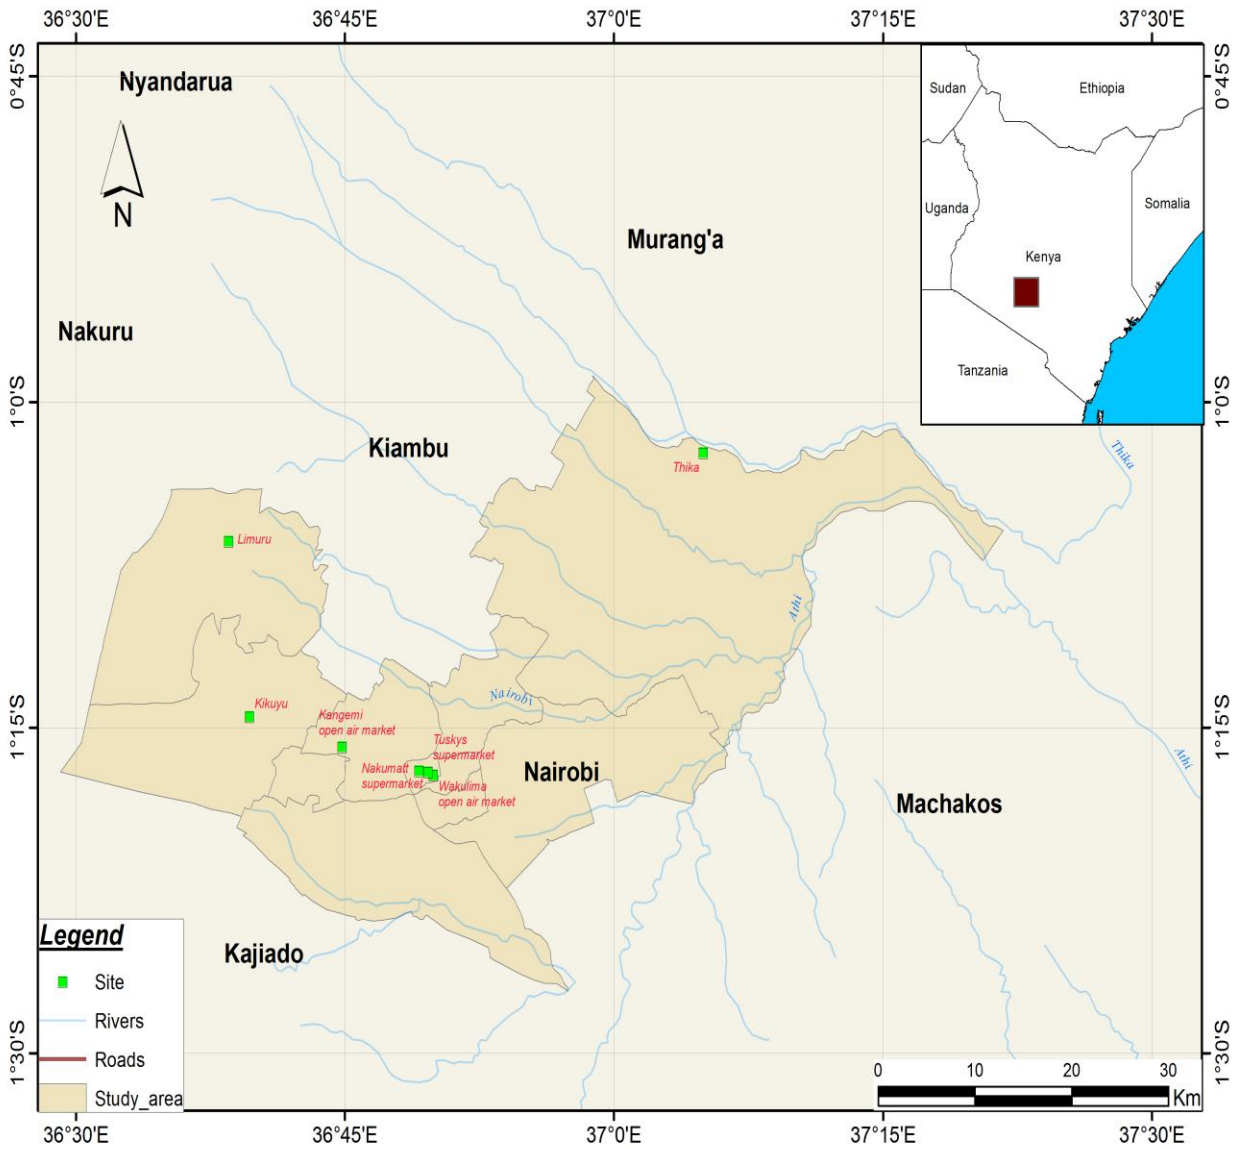 36°30'E 36°45'E 37°0'E 37°15'E 37°30'E
0°45'S
0°45'S
Nyandarua
N
Sudan
Ethiopia
Uganda
Somalia
Kenya
Tanzania
Murang'a
Nakuru
1°0'S
1°0'S
Kiambu
Thika
Thika
Limuru
Athi
Kikuyu
Nairobi
Kangemi
open air market
1°15'S
1°15'S
Tuskys
supermarket
Nakumatt
supermarket
Nairobi
Wakulima
open air market
Athi
Machakos
Kajiado
Legend
Site
Rivers
Roads
Study_area
1°30'S
1°30'S
0 10 20 30
Km
36°30'E 36°45'E 37°0'E 37°15'E 37°30'E